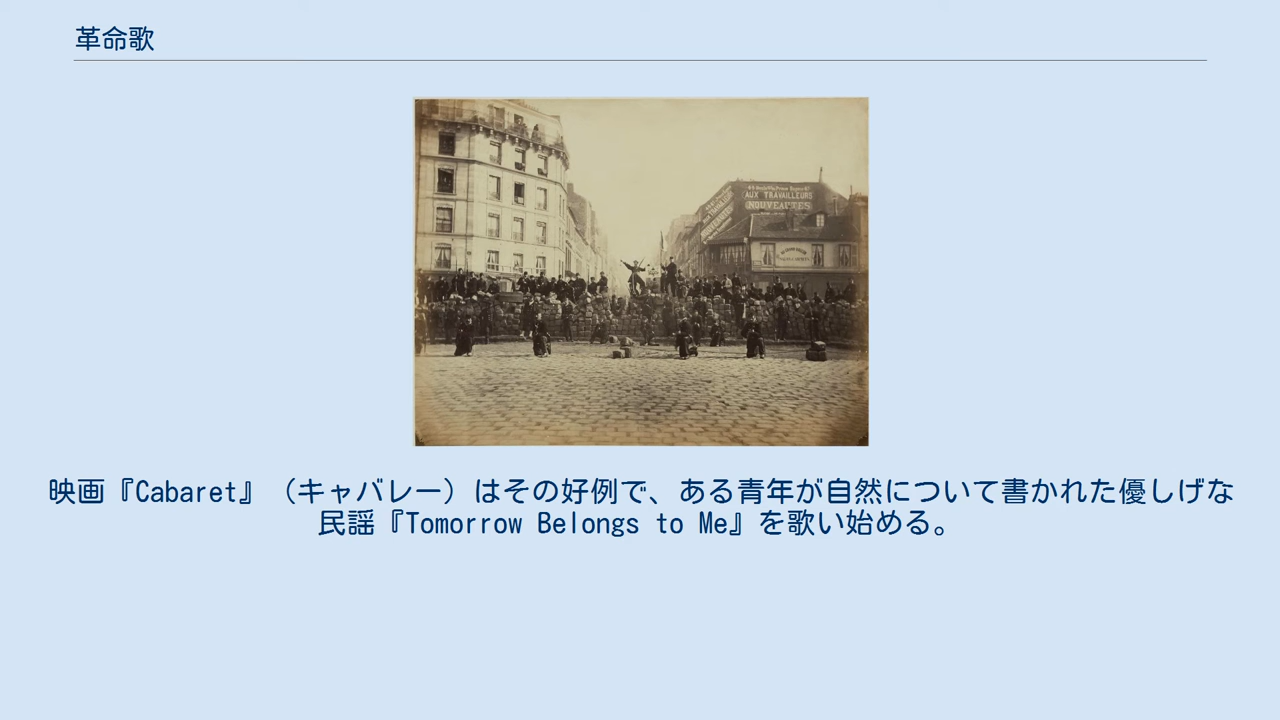 革命歌
AUX TRAVAILLEURS
NOUVEAUTES
映画『Cabaret』（キャバレー）はその好例で、ある青年が自然について書かれた優しげな
民謡『Tomorrow Belongs to Me』を歌い始める。